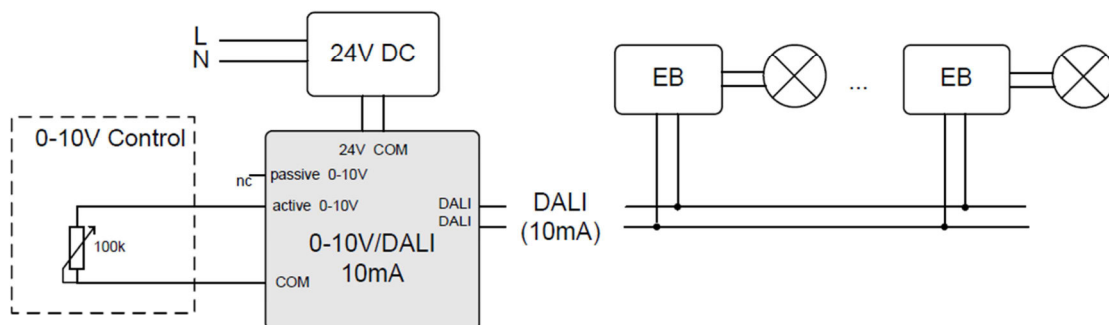 L
N
24V DC
EB
...
EB
0-10V Control
24V COM
nc
passive 0-10V
active 0-10V
DALI
DALI
DALI
(10mA)
100k
0-10V/DALI
10mA
COM